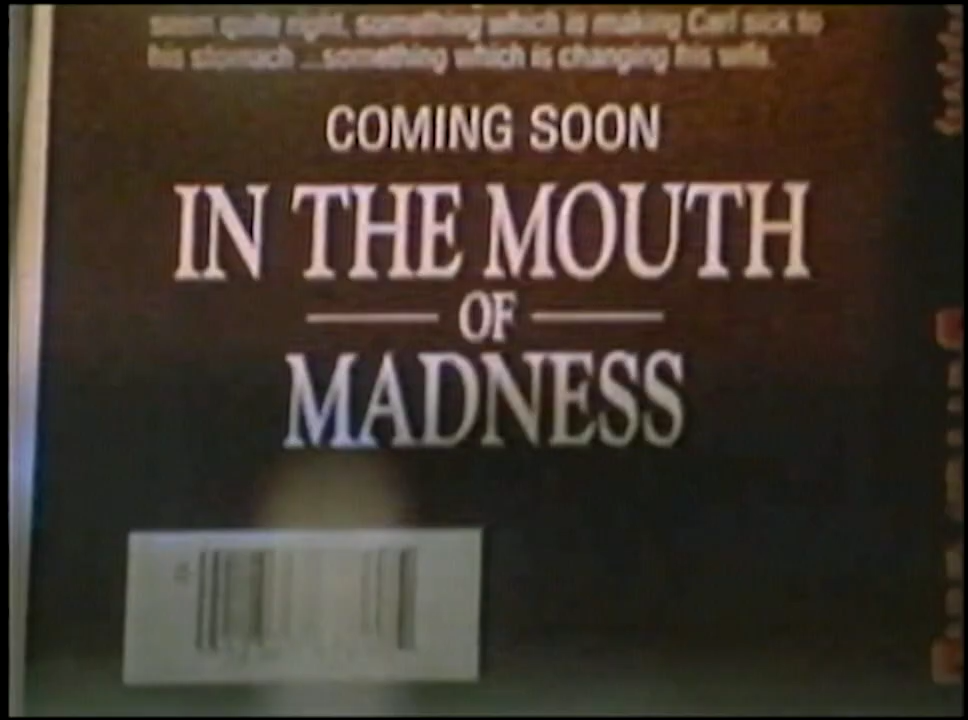 seem quite right, something which is making Carl sick to
his stomach ...something which is changing his wife.
COMING SOON
IN THE MOUTH
OF
MADNESS